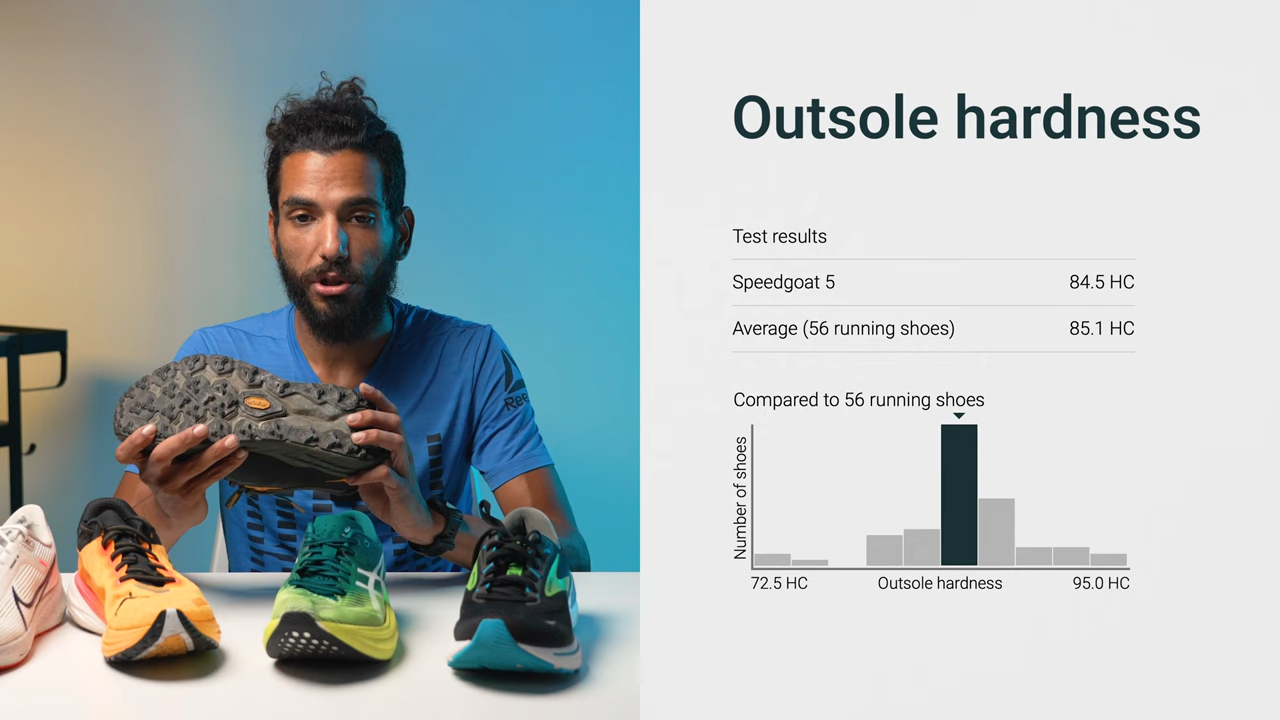 Outsole hardness
Test results
Speedgoat 5 84.5 HC
Average (56 running shoes) 85.1 HC
Compared to 56 running shoes
Number of shoes
72.5 HC Outsole hardness 95.0 HC